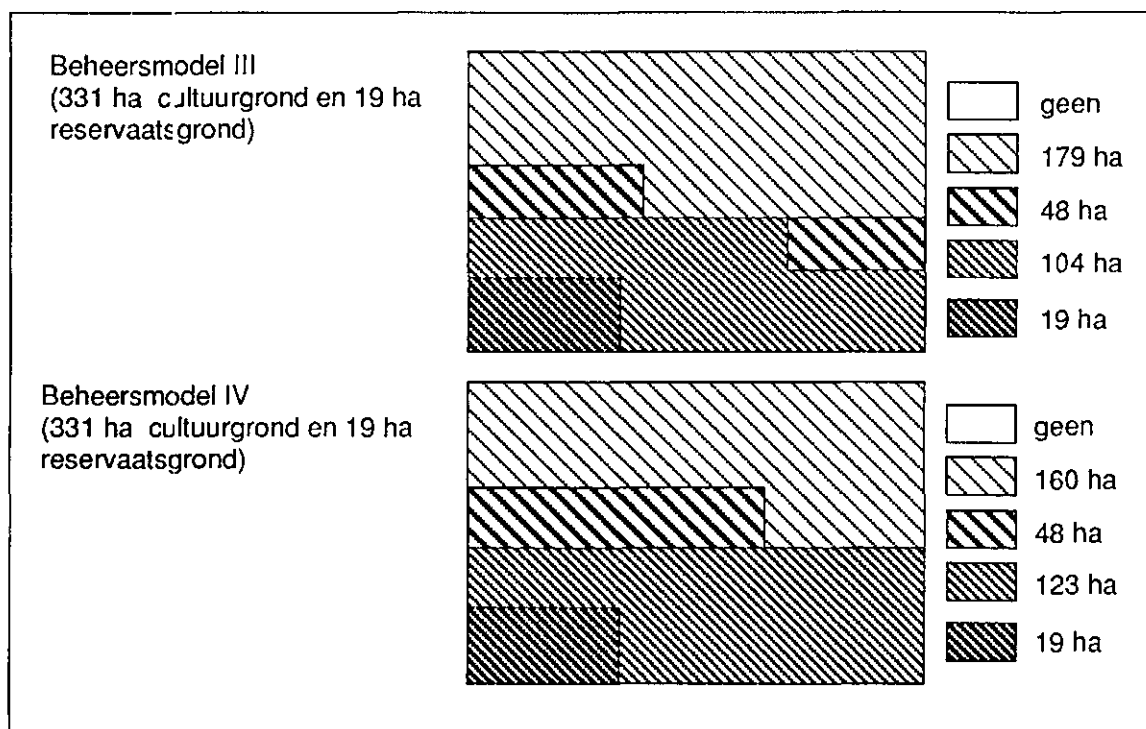 Beheersmodel III
(331 ha cultuurgrond en 19 ha
reservaatsgrond)
geen
179 ha
48 ha
104 ha
19 ha
Beheersmodel IV
(331 ha cultuurgrond en 19 ha
reservaatsgrond)
geen
160 ha
48 ha
123 ha
19 ha